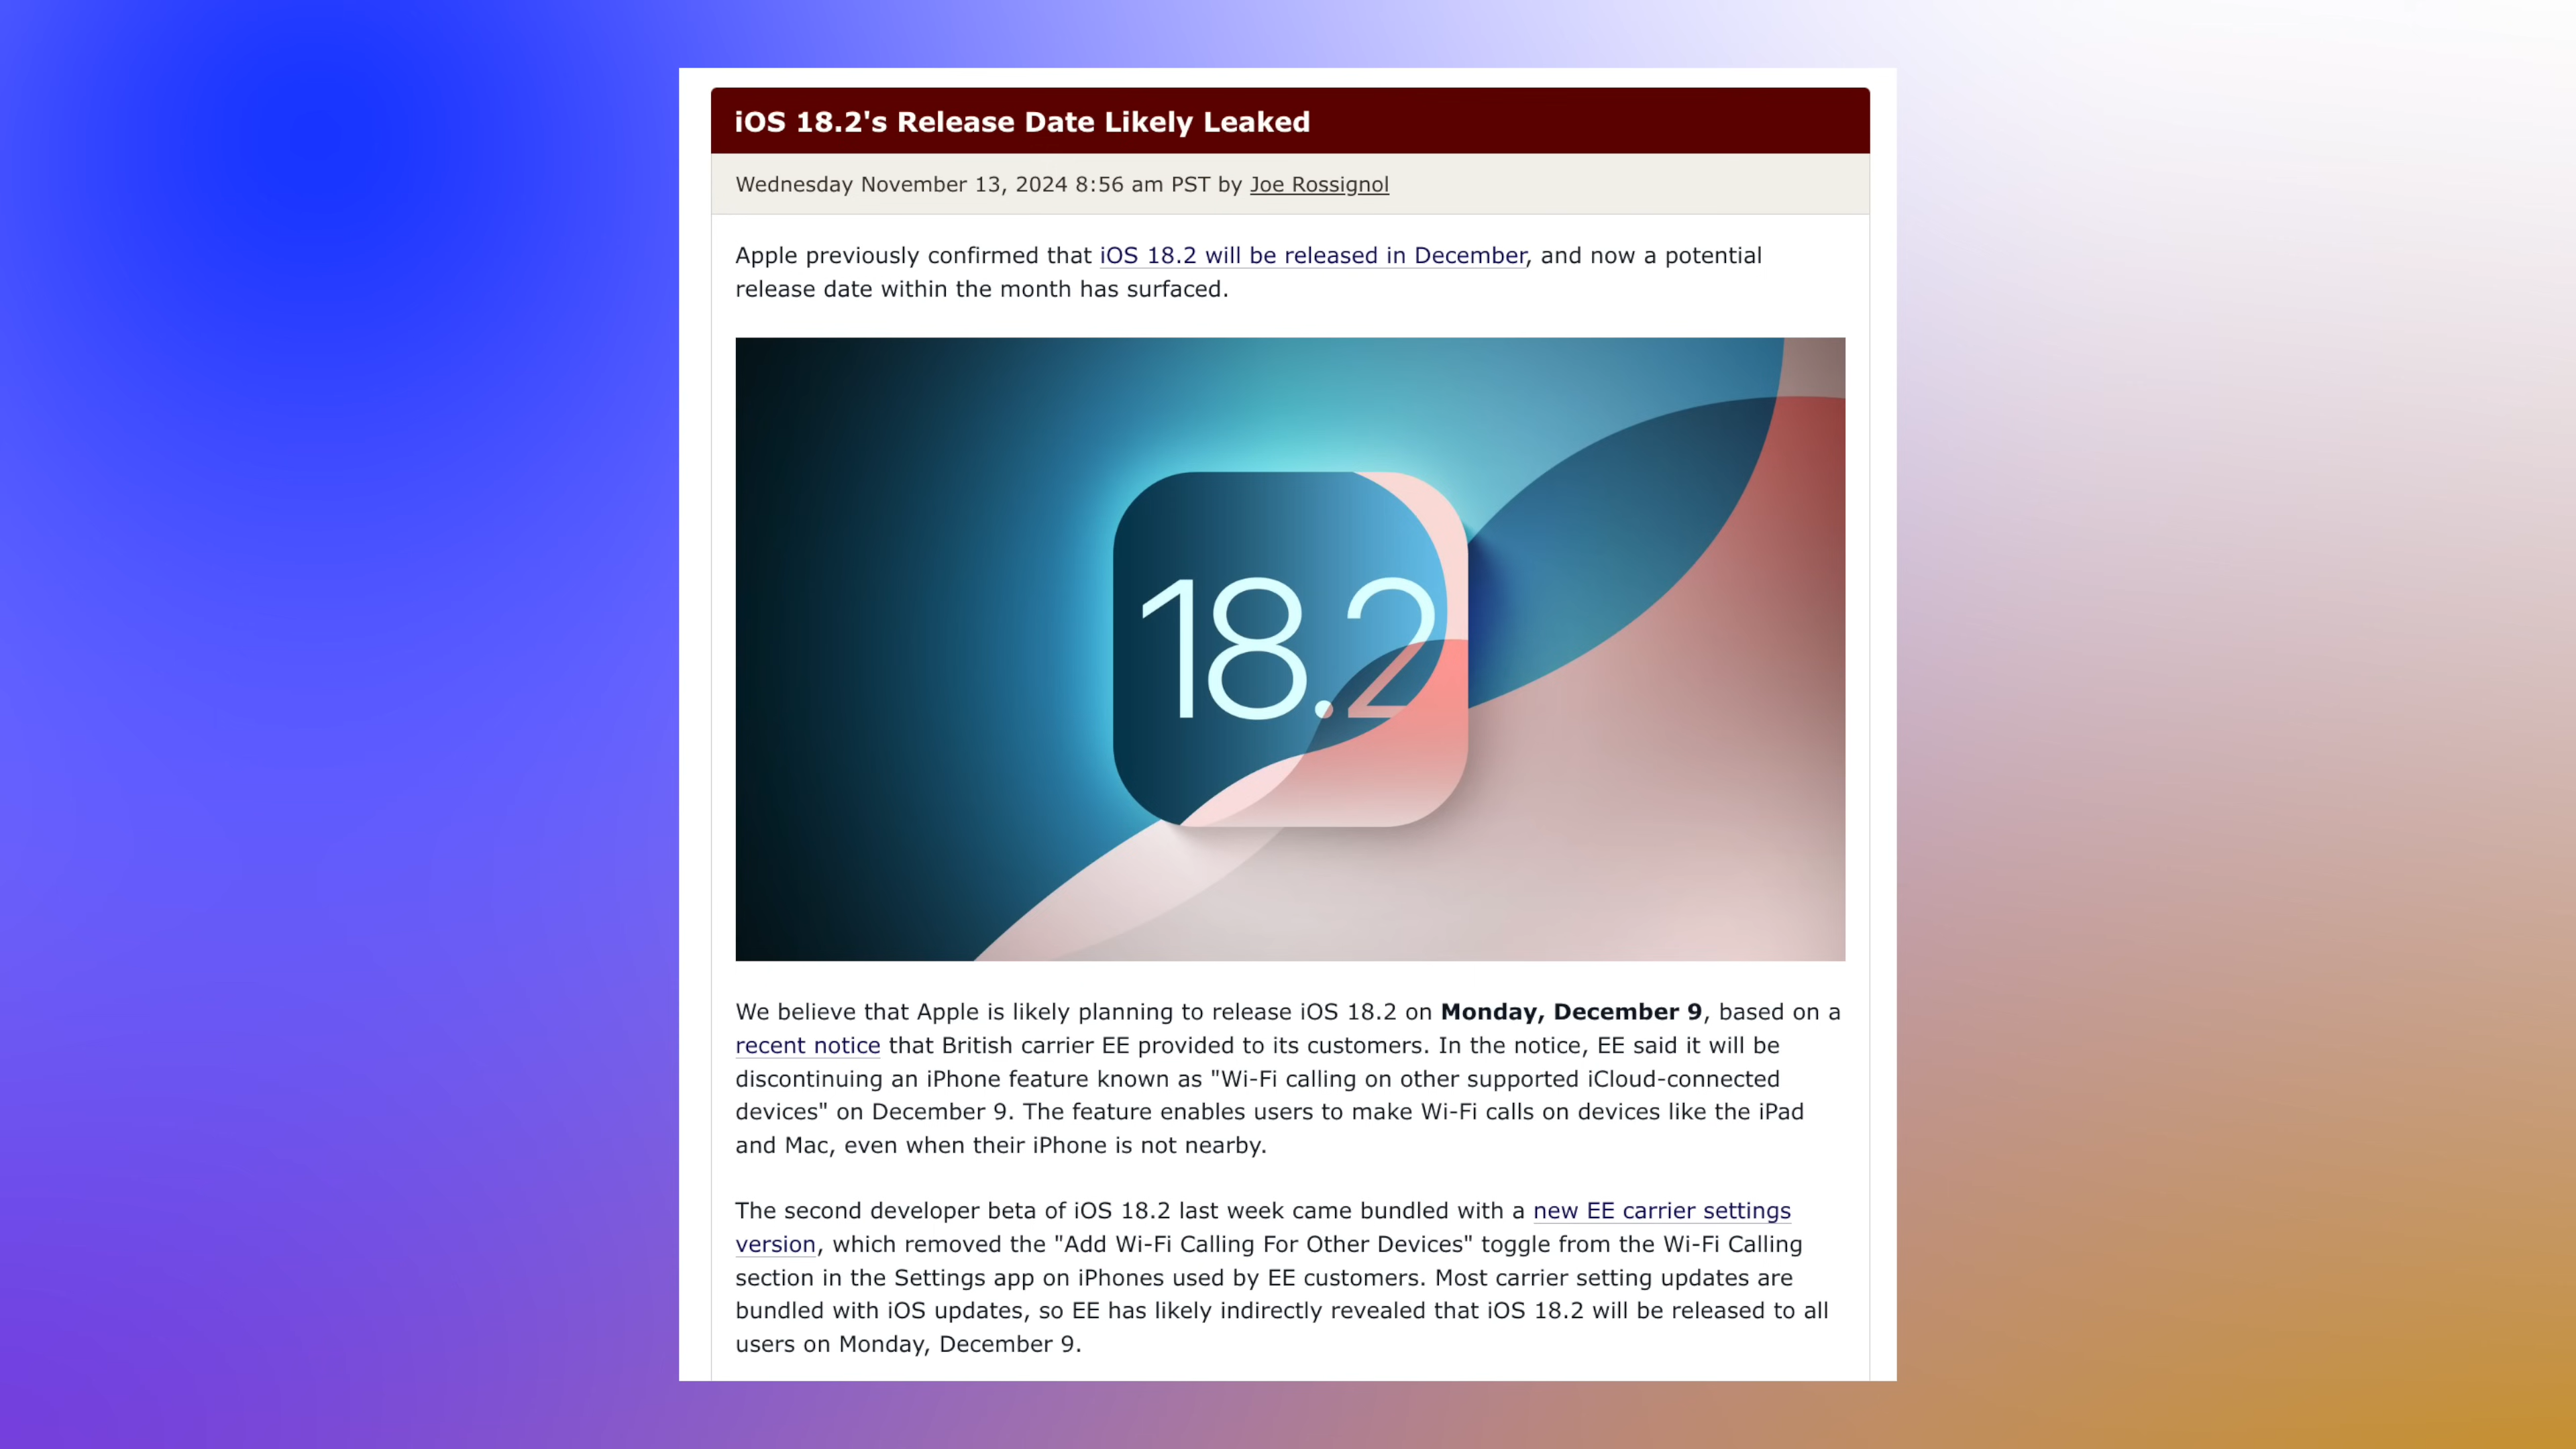 iOS 18.2's Release Date Likely Leaked
Wednesday November 13, 2024 8:56 am PST by Joe Rossignol
Apple previously confirmed that iOS 18.2 will be released in December, and now a potential
release date within the month has surfaced.
18.2
We believe that Apple is likely planning to release iOS 18.2 on Monday, December 9, based on a
recent notice that British carrier EE provided to its customers. In the notice, EE said it will be
discontinuing an iPhone feature known as "Wi-Fi calling on other supported iCloud-connected
devices" on December 9. The feature enables users to make Wi-Fi calls on devices like the iPad
and Mac, even when their iPhone is not nearby.
The second developer beta of iOS 18.2 last week came bundled with a new EE carrier settings
version, which removed the "Add Wi-Fi Calling For Other Devices" toggle from the Wi-Fi Calling
section in the Settings app on iPhones used by EE customers. Most carrier setting updates are
bundled with iOS updates, so EE has likely indirectly revealed that iOS 18.2 will be released to all
users on Monday, December 9.